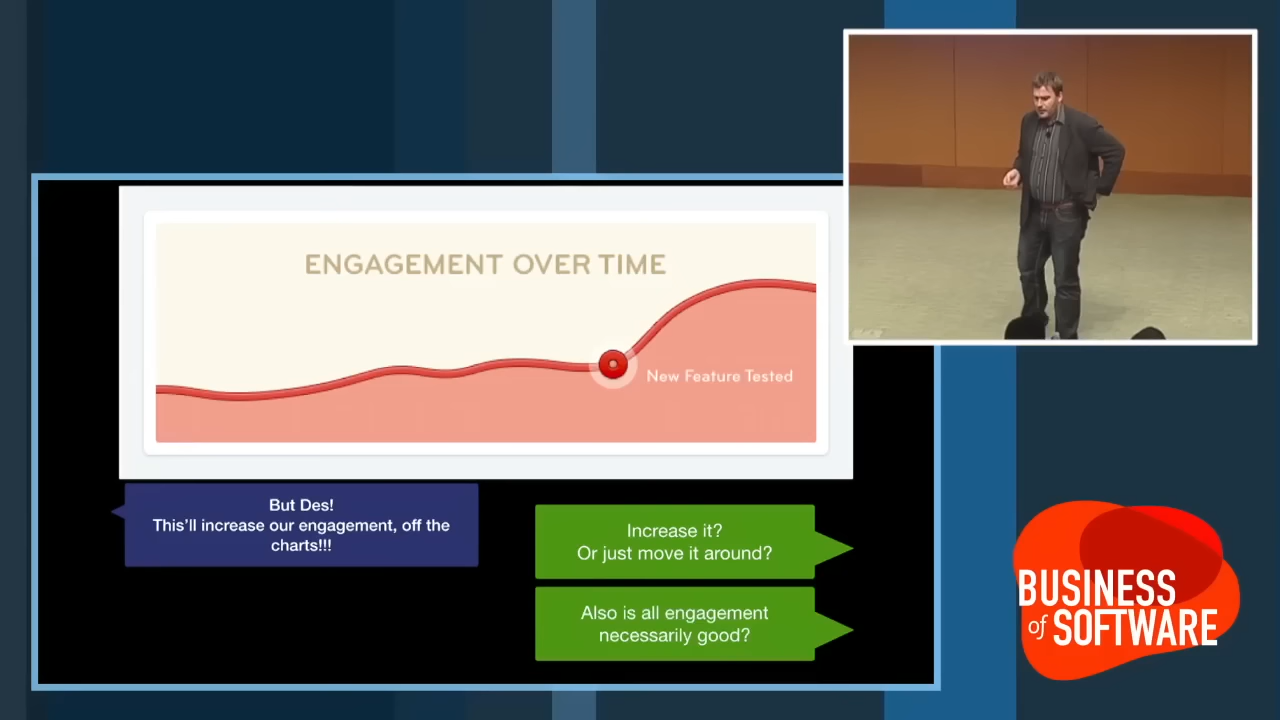 ENGAGEMENT OVER TIME
New Feature Tested
But Des!
This'll increase our engagement, off the
charts!!!
Increase it?
Or just move it around?
Also is all engagement
necessarily good?
BUSINESS
of SOFTWARE